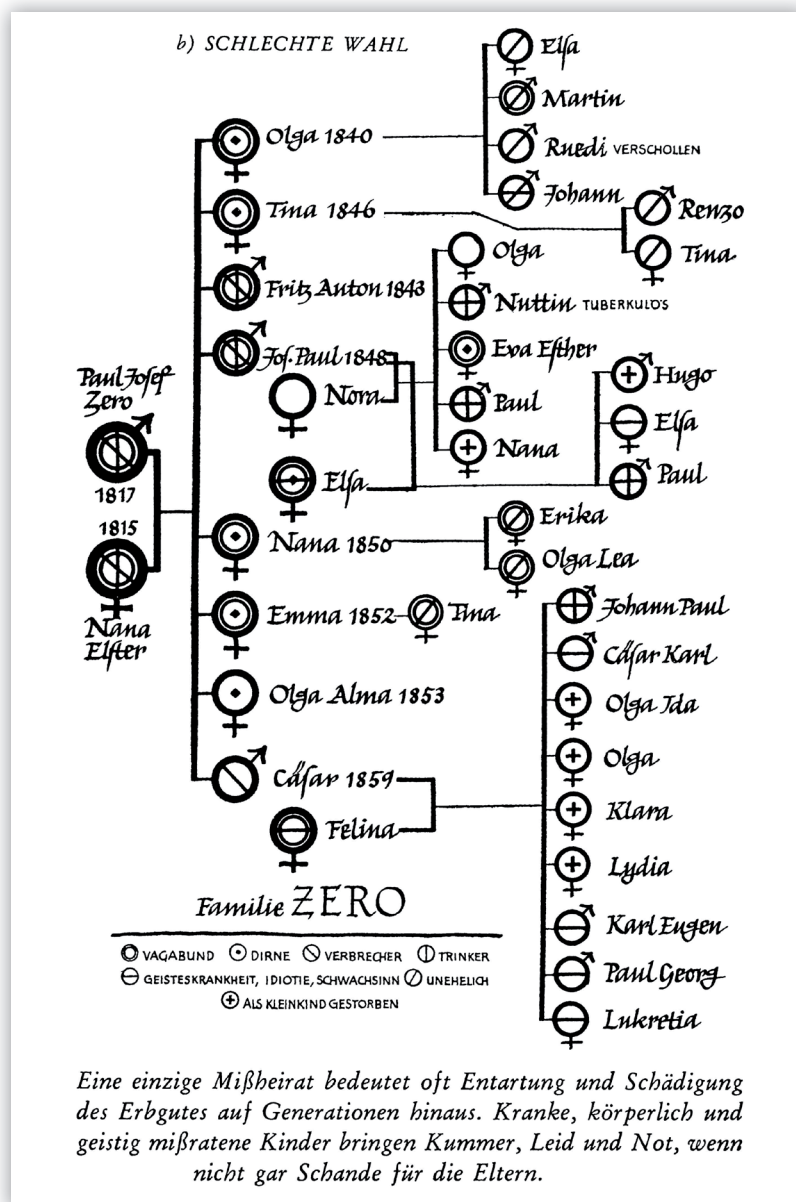 b) SCHLECHTE WAHL
Elſa
Martin
Ruedi VERSCHOLLEN
Johann
Olga 1840
Tina 1846
Renzo
Tina
Fritz Anton 1843
Joſ. Paul 1848
Nora
Elſa
Olga
Nuttin TUBERKULÖS
Eva Eſther
Paul
Nana
Hugo
Elſa
Paul
Paul Joſef
Zero
1817
1815
Nana
Elſter
Nana 1850
Erika
Olga Lea
Emma 1852
Tina
Olga Alma 1853
Cäſar 1859
Felina
Johann Paul
Cäſar Karl
Olga Ida
Olga
Klara
Lydia
Karl Eugen
Paul Georg
Lukretia
Familie ZERO
VAGABUND DIRNE VERBRECHER TRINKER
GEISTESKRANKHEIT, IDIOTIE, SCHWACHSINN UNEHELICH
ALS KLEINKIND GESTORBEN
Eine einzige Mißheirat bedeutet oft Entartung und Schädigung
des Erbgutes auf Generationen hinaus. Kranke, körperlich und
geistig mißratene Kinder bringen Kummer, Leid und Not, wenn
nicht gar Schande für die Eltern.